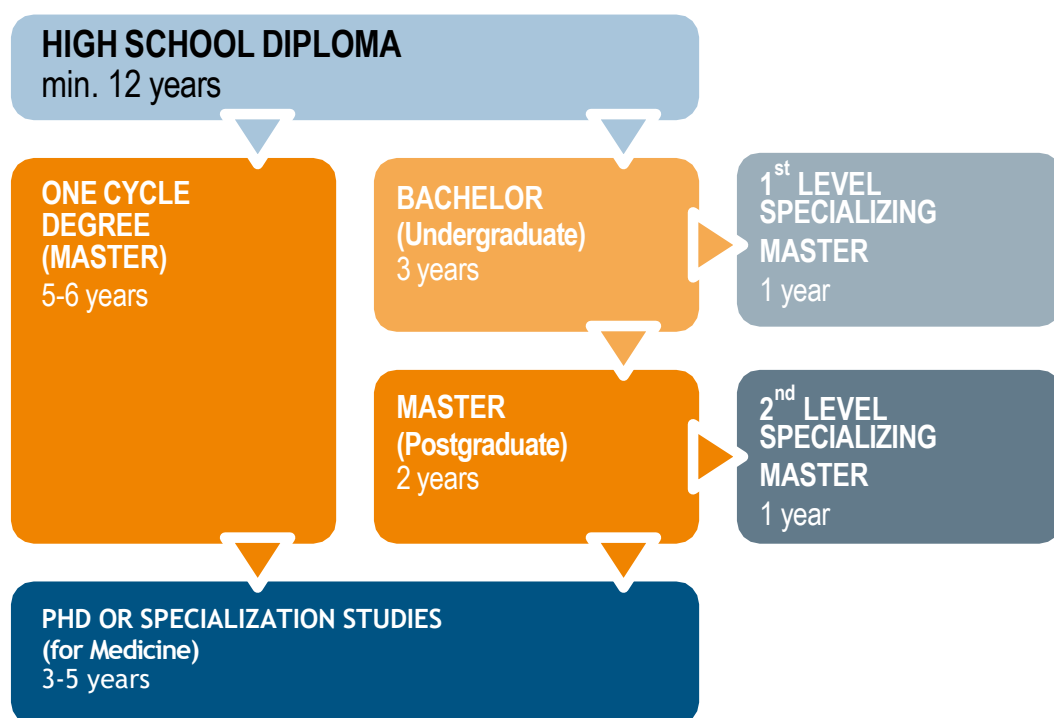 HIGH SCHOOL DIPLOMA
min. 12 years
ONE CYCLE
DEGREE
(MASTER)
5-6 years
BACHELOR
(Undergraduate)
3 years
1st LEVEL
SPECIALIZING
MASTER
1 year
MASTER
(Postgraduate)
2 years
2nd LEVEL
SPECIALIZING
MASTER
1 year
PHD OR SPECIALIZATION STUDIES
(for Medicine)
3-5 years